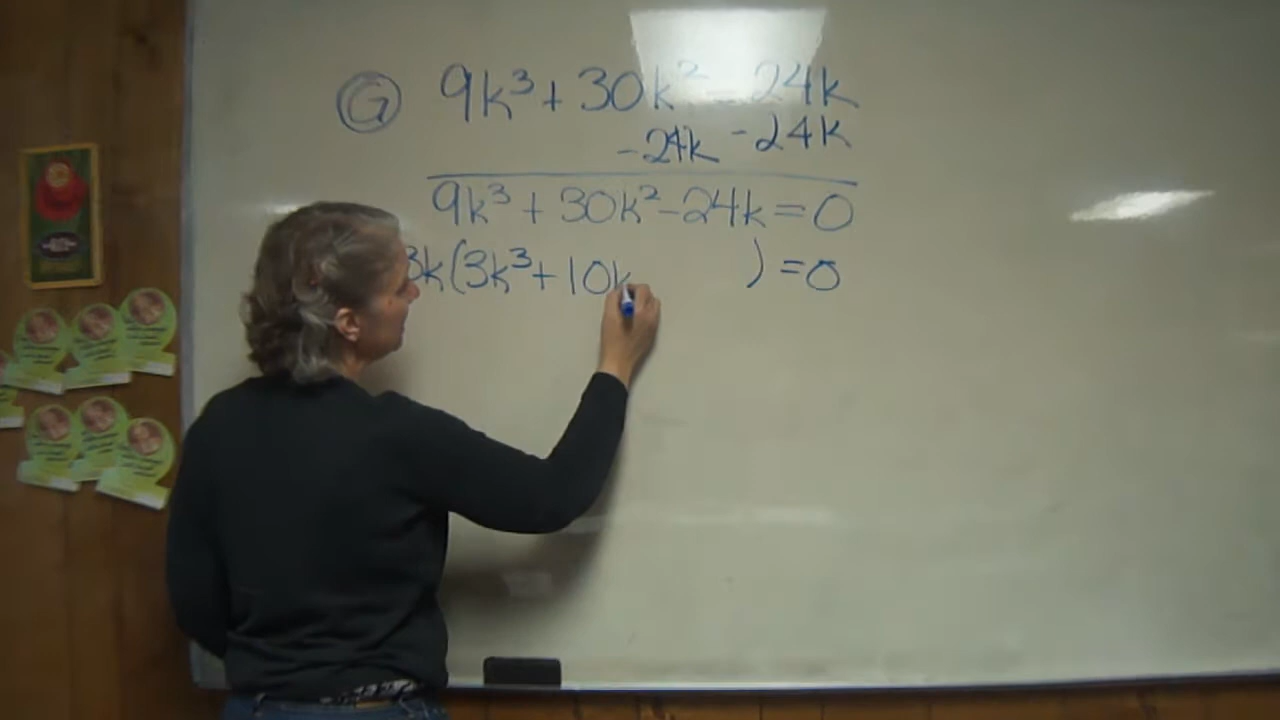 G 9k³ + 30k² = 24k
-24k -24k
9k³ + 30k² - 24k = 0
3k(3k³ + 10k ) = 0